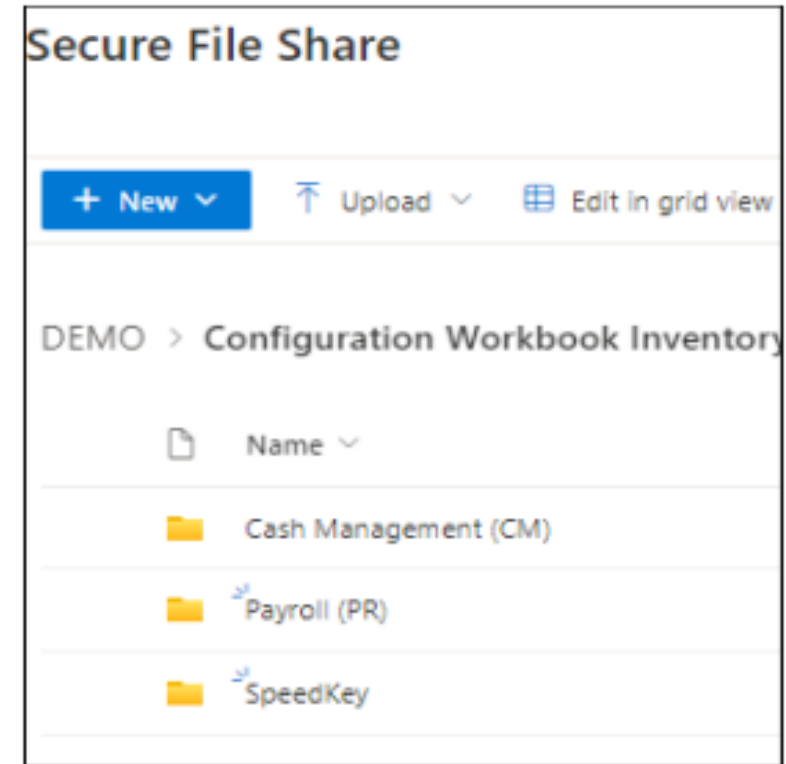 Secure File Share
+ New Upload Edit in grid view
DEMO > Configuration Workbook Inventory
Name
Cash Management (CM)
Payroll (PR)
SpeedKey